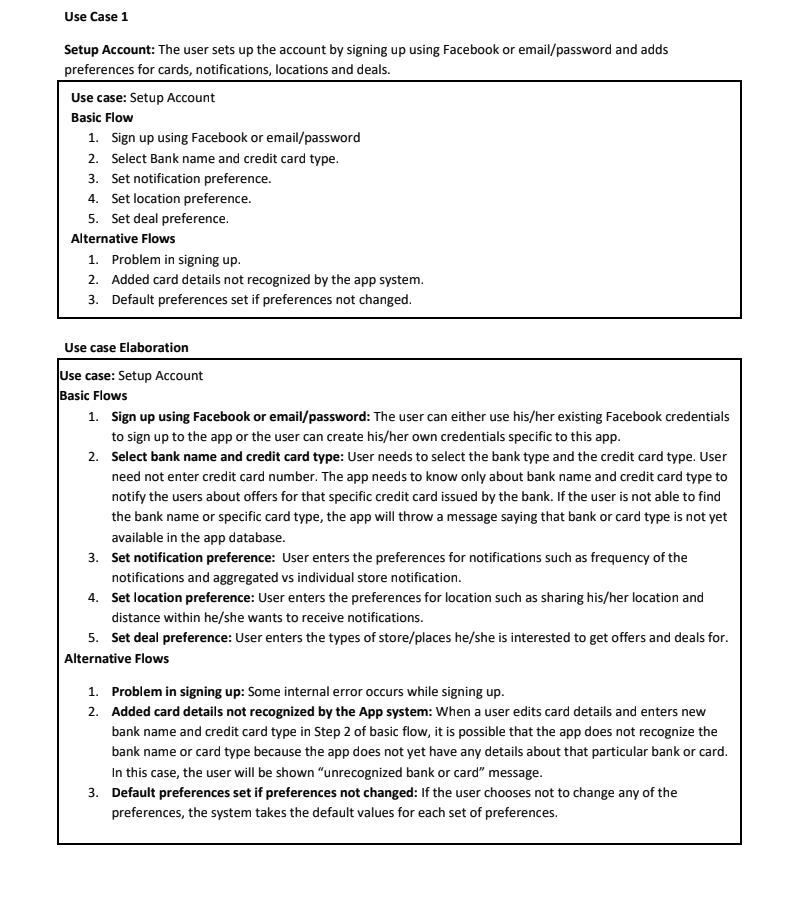 Use Case 1
Setup Account: The user sets up the account by signing up using Facebook or email/password and adds
preferences for cards, notifications, locations and deals.
Use case: Setup Account
Basic Flow
1. Sign up using Facebook or email/password
2. Select Bank name and credit card type.
3. Set notification preference.
4. Set location preference.
5. Set deal preference.
Alternative Flows
1. Problem in signing up.
2. Added card details not recognized by the app system.
3. Default preferences set if preferences not changed.
Use case Elaboration
Use case: Setup Account
Basic Flows
1. Sign up using Facebook or email/password: The user can either use his/her existing Facebook credentials
to sign up to the app or the user can create his/her own credentials specific to this app.
2. Select bank name and credit card type: User needs to select the bank type and the credit card type. User
need not enter credit card number. The app needs to know only about bank name and credit card type to
notify the users about offers for that specific credit card issued by the bank. If the user is not able to find
the bank name or specific card type, the app will throw a message saying that bank or card type is not yet
available in the app database.
3. Set notification preference: User enters the preferences for notifications such as frequency of the
notifications and aggregated vs individual store notification.
4. Set location preference: User enters the preferences for location such as sharing his/her location and
distance within he/she wants to receive notifications.
5. Set deal preference: User enters the types of store/places he/she is interested to get offers and deals for.
Alternative Flows
1. Problem in signing up: Some internal error occurs while signing up.
2. Added card details not recognized by the App system: When a user edits card details and enters new
bank name and credit card type in Step 2 of basic flow, it is possible that the app does not recognize the
bank name or card type because the app does not yet have any details about that particular bank or card.
In this case, the user will be shown “unrecognized bank or card” message.
3. Default preferences set if preferences not changed: If the user chooses not to change any of the
preferences, the system takes the default values for each set of preferences.